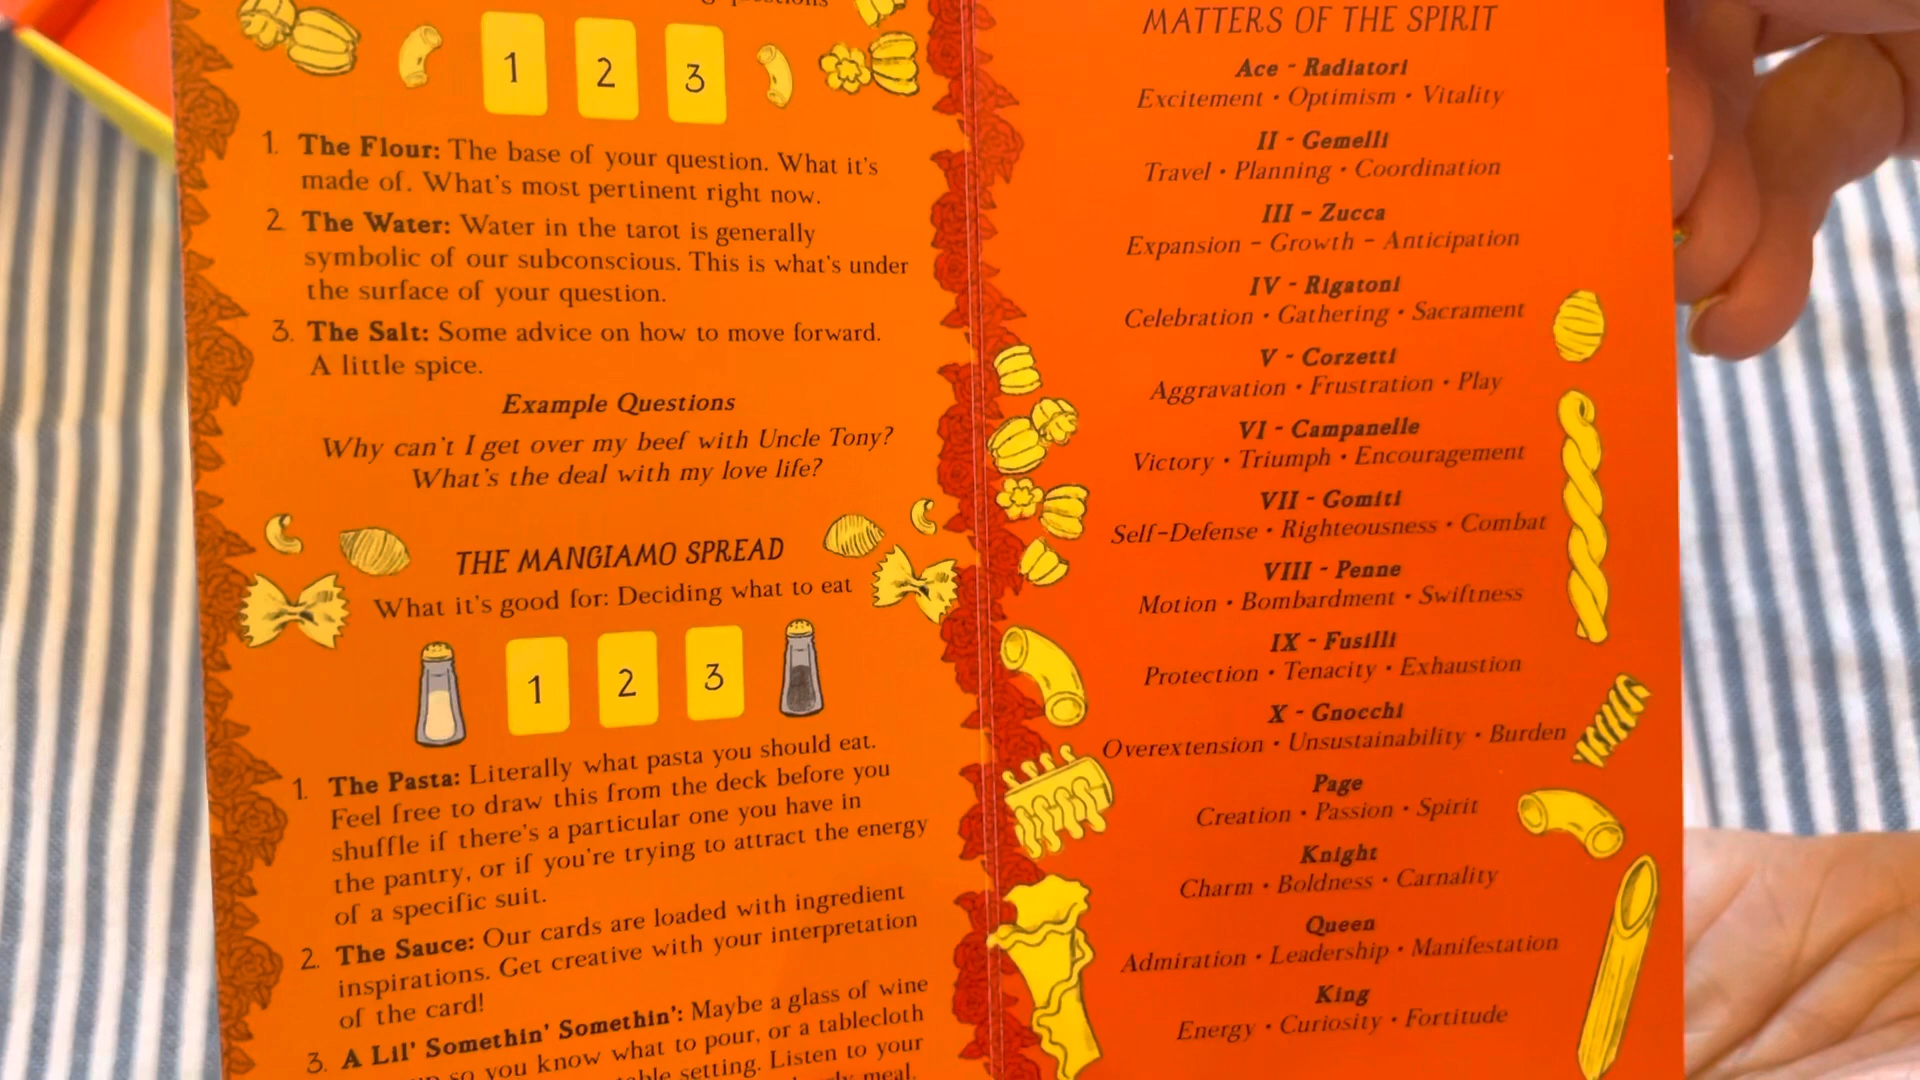 1 2 3
1. The Flour: The base of your question. What it's
made of. What's most pertinent right now.
2. The Water: Water in the tarot is generally
symbolic of our subconscious. This is what's under
the surface of your question.
3. The Salt: Some advice on how to move forward.
A little spice.
Example Questions
Why can't I get over my beef with Uncle Tony?
What's the deal with my love life?
THE MANGIAMO SPREAD
What it's good for: Deciding what to eat
1 2 3
1. The Pasta: Literally what pasta you should eat.
Feel free to draw this from the deck before you
shuffle if there's a particular one you have in
the pantry, or if you're trying to attract the energy
of a specific suit.
2. The Sauce: Our cards are loaded with ingredient
inspirations. Get creative with your interpretation
of the card!
3. A Lil' Somethin' Somethin': Maybe a glass of wine
so you know what to pour, or a tablecloth
setting. Listen to your
meal.
MATTERS OF THE SPIRIT
Ace - Radiatori
Excitement • Optimism • Vitality
II - Gemelli
Travel • Planning • Coordination
III - Zucca
Expansion - Growth - Anticipation
IV - Rigatoni
Celebration • Gathering • Sacrament
V - Corzetti
Aggravation • Frustration • Play
VI - Campanelle
Victory • Triumph • Encouragement
VII - Gomiti
Self-Defense • Righteousness • Combat
VIII - Penne
Motion • Bombardment • Swiftness
IX - Fusilli
Protection • Tenacity • Exhaustion
X - Gnocchi
Overextension • Unsustainability • Burden
Page
Creation • Passion • Spirit
Knight
Charm • Boldness • Carnality
Queen
Admiration • Leadership • Manifestation
King
Energy • Curiosity • Fortitude